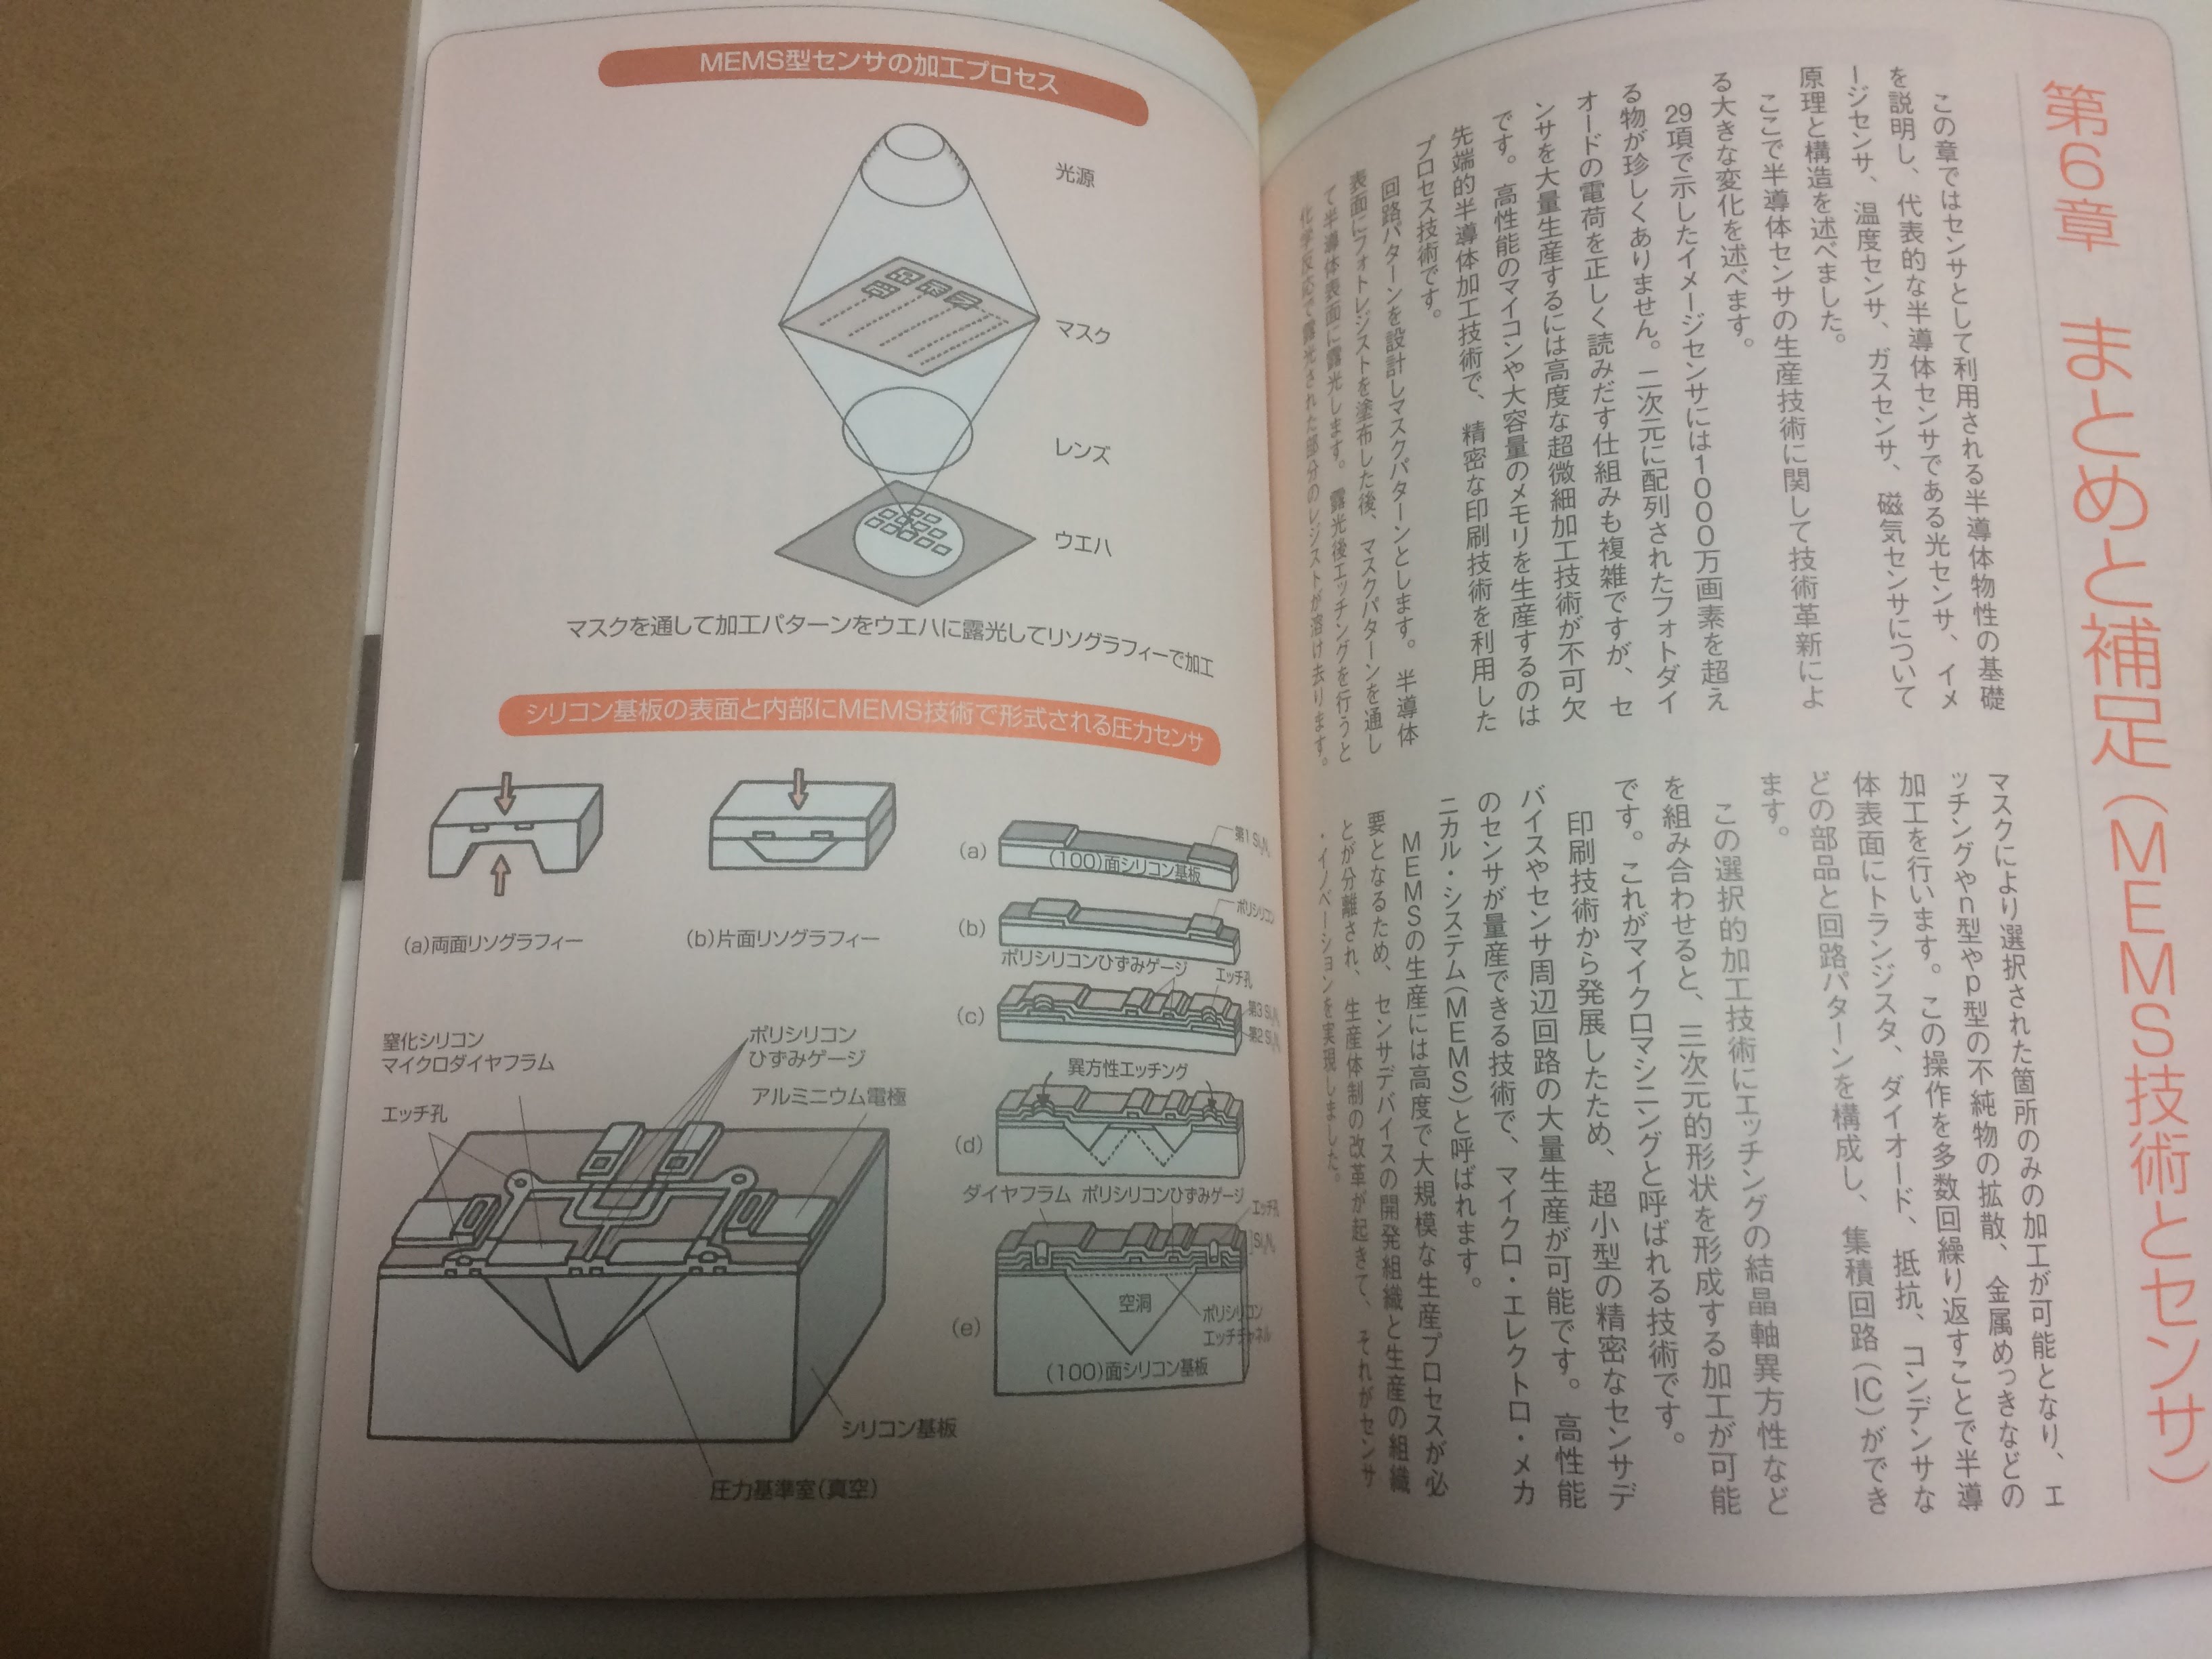 第6章　まとめと補足（MEMS技術とセンサ）
この章ではセンサとして利用される半導体物性の基礎
を説明し、代表的な半導体センサである光センサ、イメ
ージセンサ、温度センサ、ガスセンサ、磁気センサについて
原理と構造を述べました。
ここで半導体センサの生産技術に関して技術革新によ
る大きな変化を述べます。
29項で示したイメージセンサには1000万画素を超え
る物が珍しくありません。二次元に配列されたフォトダイ
オードの電荷を正しく読みだす仕組みも複雑ですが、セ
ンサを大量生産するには高度な超微細加工技術が不可欠
です。高性能のマイコンや大容量のメモリを生産するのは
先端的半導体加工技術で、精密な印刷技術を利用した
プロセス技術です。
回路パターンを設計しマスクパターンとします。半導体
表面にフォトレジストを塗布した後、マスクパターンを通し
て半導体表面に露光します。露光後エッチングを行うと
化学反応で露光された部分のレジストが溶け去ります。
マスクにより選択された箇所のみの加工が可能となり、エ
ッチングやn型やp型の不純物の拡散、金属めっきなどの
加工を行います。この操作を多数回繰り返すことで半導
体表面にトランジスタ、ダイオード、抵抗、コンデンサな
どの部品と回路パターンを構成し、集積回路（IC）ができ
ます。
この選択的加工技術にエッチングの結晶軸異方性など
を組み合わせると、三次元的形状を形成する加工が可能
です。これがマイクロマシニングと呼ばれる技術です。
印刷技術から発展したため、超小型の精密なセンサデ
バイスやセンサ周辺回路の大量生産が可能です。高性能
のセンサが量産できる技術で、マイクロ・エレクトロ・メカ
ニカル・システム（MEMS）と呼ばれます。
MEMSの生産には高度で大規模な生産プロセスが必
要となるため、センサデバイスの開発組織と生産の組織
とが分離され、生産体制の改革が起きて、それがセンサ
・イノベーションを実現しました。
MEMS型センサの加工プロセス
光源
マスク
レンズ
ウエハ
マスクを通して加工パターンをウエハに露光してリソグラフィーで加工
シリコン基板の表面と内部にMEMS技術で形式される圧力センサ
(a)両面リソグラフィー
(b)片面リソグラフィー
窒化シリコン
マイクロダイヤフラム
エッチ孔
ポリシリコン
ひずみゲージ
アルミニウム電極
シリコン基板
圧力基準室(真空)
(a)
第1 Si₃N₄
(100)面シリコン基板
(b)
ポリシリコン
ポリシリコンひずみゲージ
エッチ孔
(c)
第3 Si₃N₄
第2 Si₃N₄
異方性エッチング
(d)
ダイヤフラム
ポリシリコンひずみゲージ
エッチ孔
Si₃N₄
(e)
空洞
ポリシリコン
エッチチャネル
(100)面シリコン基板